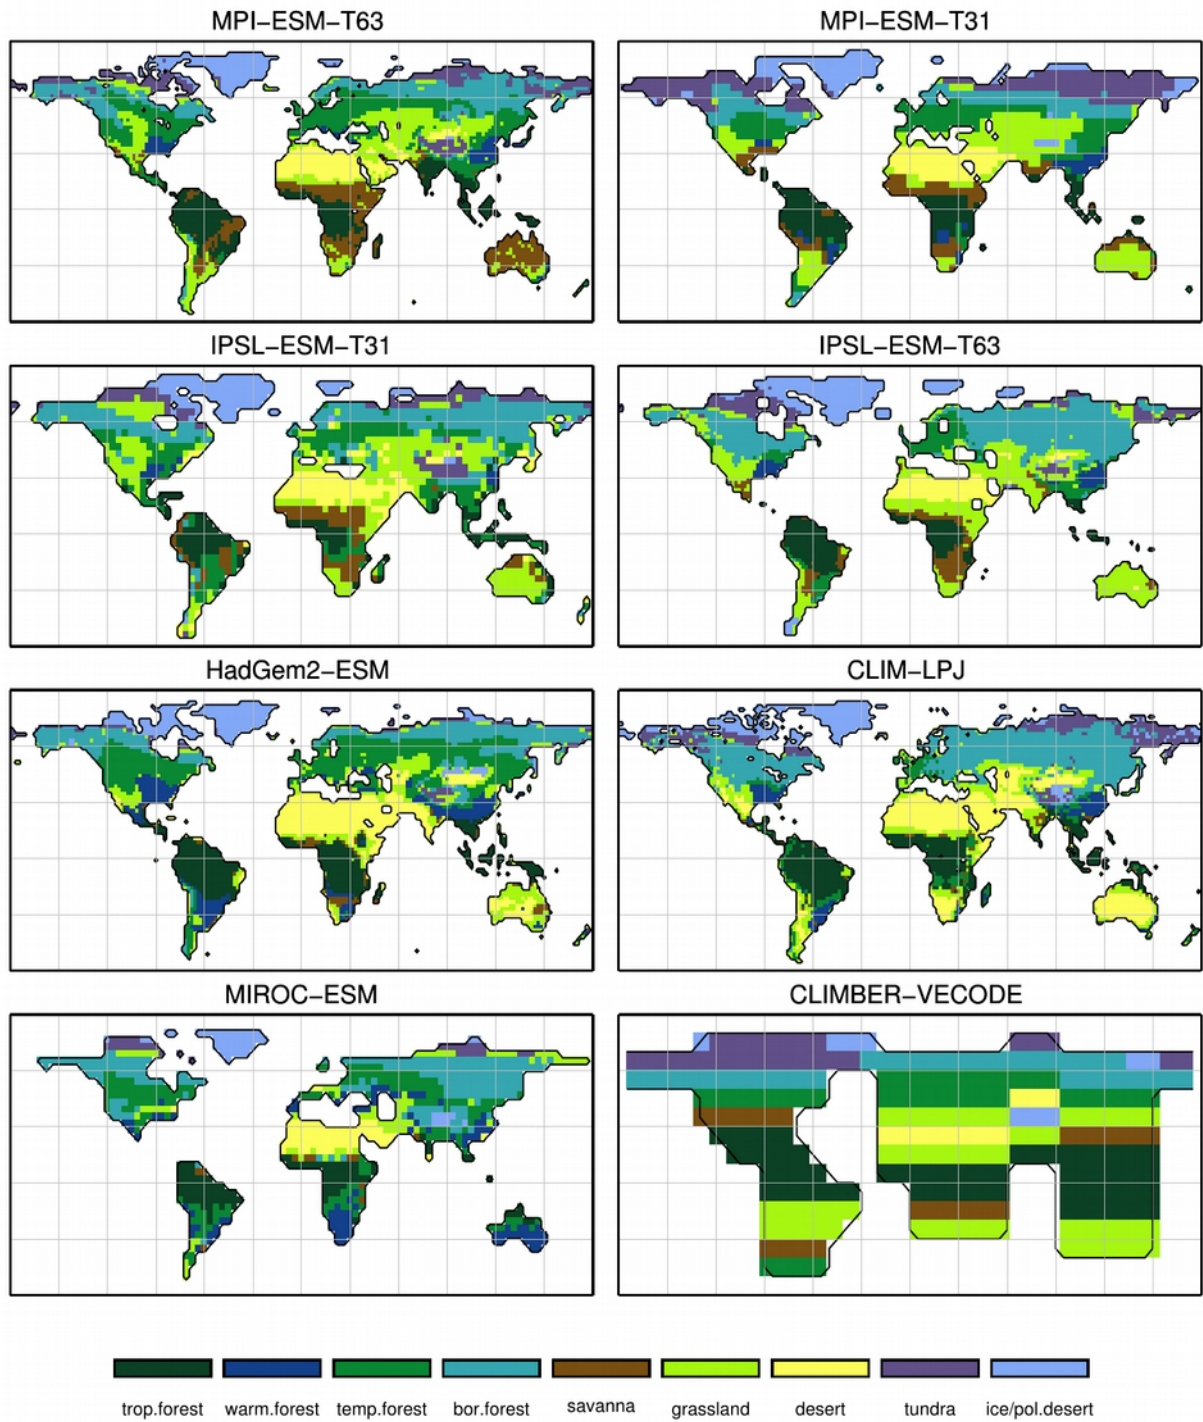 MPI−ESM−T63 MPI−ESM−T31
IPSL−ESM−T31 IPSL−ESM−T63
HadGem2−ESM CLIM−LPJ
MIROC−ESM CLIMBER−VECODE
trop.forest warm.forest temp.forest bor.forest savanna grassland desert tundra ice/pol.desert